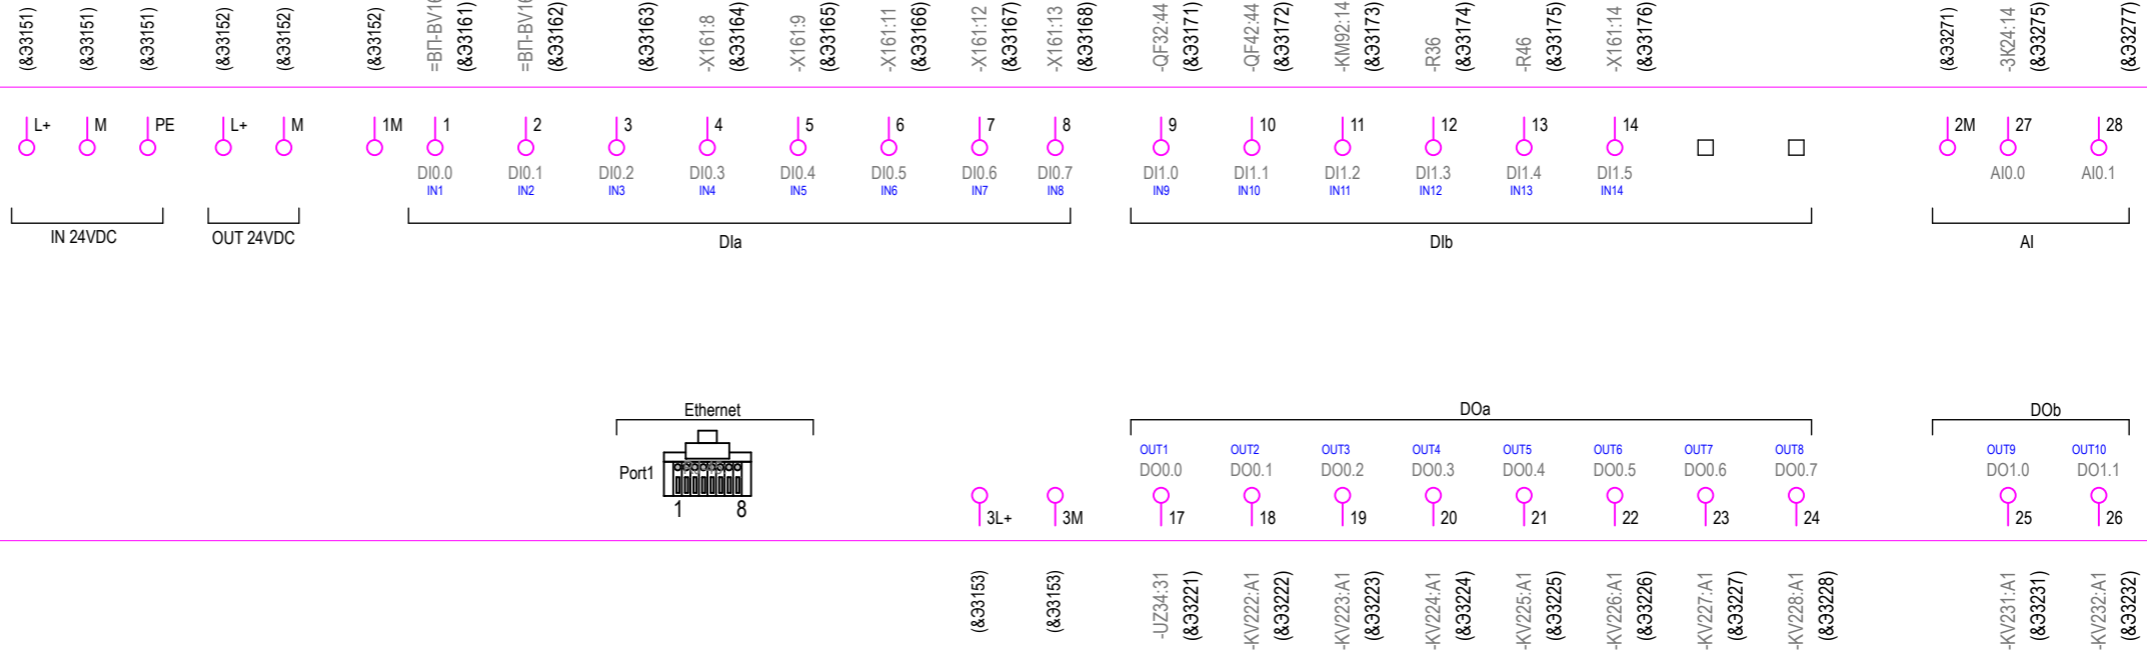 (&Э3151) (&Э3151) (&Э3151) (&Э3152) (&Э3152) (&Э3152) (&Э3161) (&Э3162) (&Э3163) -X161:8 (&Э3164) -X161:9 (&Э3165) -X161:11 (&Э3166) -X161:12 (&Э3167) -X161:13 (&Э3168) -QF32:44 (&Э3171) -QF42:44 (&Э3172) -KM92:14 (&Э3173) -R36 (&Э3174) -R46 (&Э3175) -X161:14 (&Э3176) (&Э3271) -3K24:14 (&Э3275) (&Э3277)
L+ M PE L+ M 1M 1 2 3 4 5 6 7 8 9 10 11 12 13 14 2M 27 28
DI0.0 DI0.1 DI0.2 DI0.3 DI0.4 DI0.5 DI0.6 DI0.7 DI1.0 DI1.1 DI1.2 DI1.3 DI1.4 DI1.5 AI0.0 AI0.1
IN1 IN2 IN3 IN4 IN5 IN6 IN7 IN8 IN9 IN10 IN11 IN12 IN13 IN14
IN 24VDC OUT 24VDC DIa DIb AI
Ethernet DOa DOb
OUT1 OUT2 OUT3 OUT4 OUT5 OUT6 OUT7 OUT8 OUT9 OUT10
Port1 DO0.0 DO0.1 DO0.2 DO0.3 DO0.4 DO0.5 DO0.6 DO0.7 DO1.0 DO1.1
1 8 3L+ 3M 17 18 19 20 21 22 23 24 25 26
(&Э3153) (&Э3153) -UZ34:31 (&Э3221) -KV222:A1 (&Э3222) -KV223:A1 (&Э3223) -KV224:A1 (&Э3224) -KV225:A1 (&Э3225) -KV226:A1 (&Э3226) -KV227:A1 (&Э3227) -KV228:A1 (&Э3228) -KV231:A1 (&Э3231) -KV232:A1 (&Э3232)